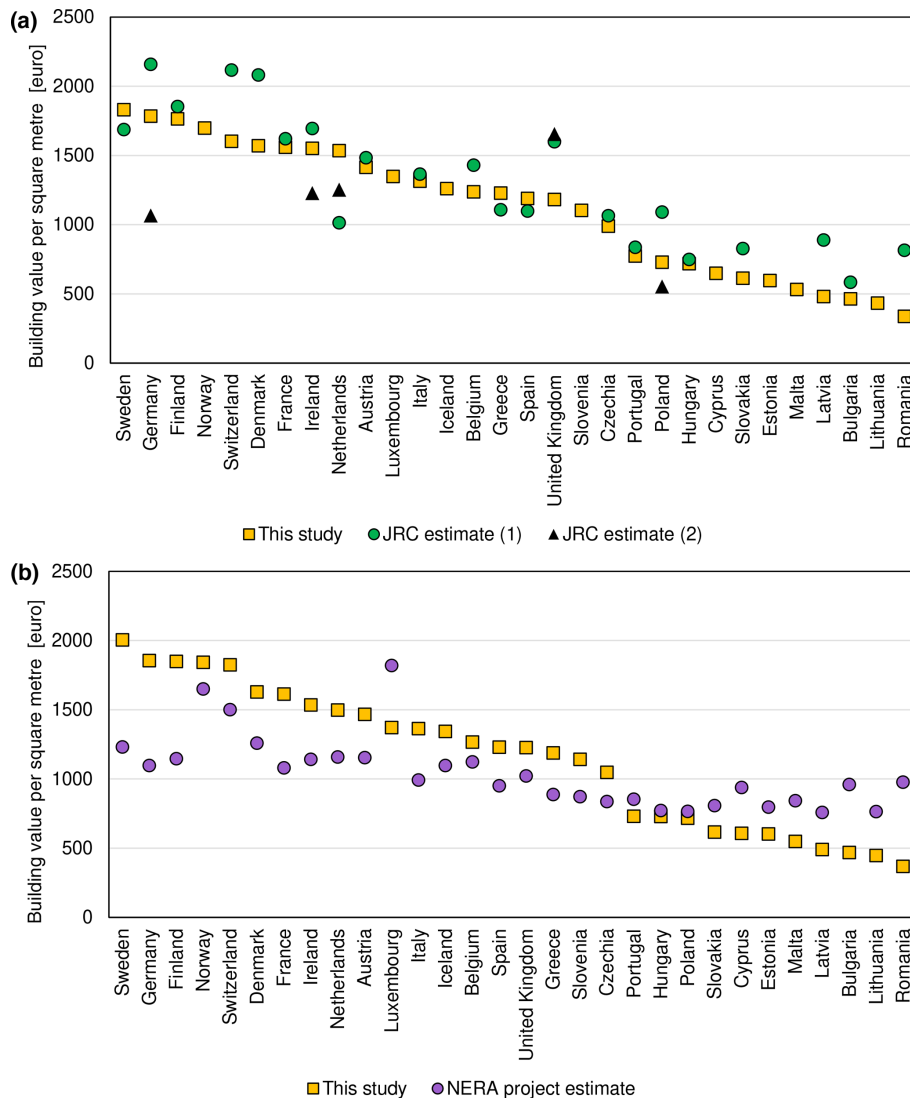 (a)
Building value per square metre [euro]
2500
2000
1500
1000
500
0
Sweden
Germany
Finland
Norway
Switzerland
Denmark
France
Ireland
Netherlands
Austria
Luxembourg
Italy
Iceland
Belgium
Greece
Spain
United Kingdom
Slovenia
Czechia
Portugal
Poland
Hungary
Cyprus
Slovakia
Estonia
Malta
Latvia
Bulgaria
Lithuania
Romania
This study JRC estimate (1) JRC estimate (2)
(b)
Building value per square metre [euro]
2500
2000
1500
1000
500
0
Sweden
Germany
Finland
Norway
Switzerland
Denmark
France
Ireland
Netherlands
Austria
Luxembourg
Italy
Iceland
Belgium
Spain
United Kingdom
Greece
Slovenia
Czechia
Portugal
Hungary
Poland
Slovakia
Cyprus
Estonia
Malta
Latvia
Bulgaria
Lithuania
Romania
This study NERA project estimate